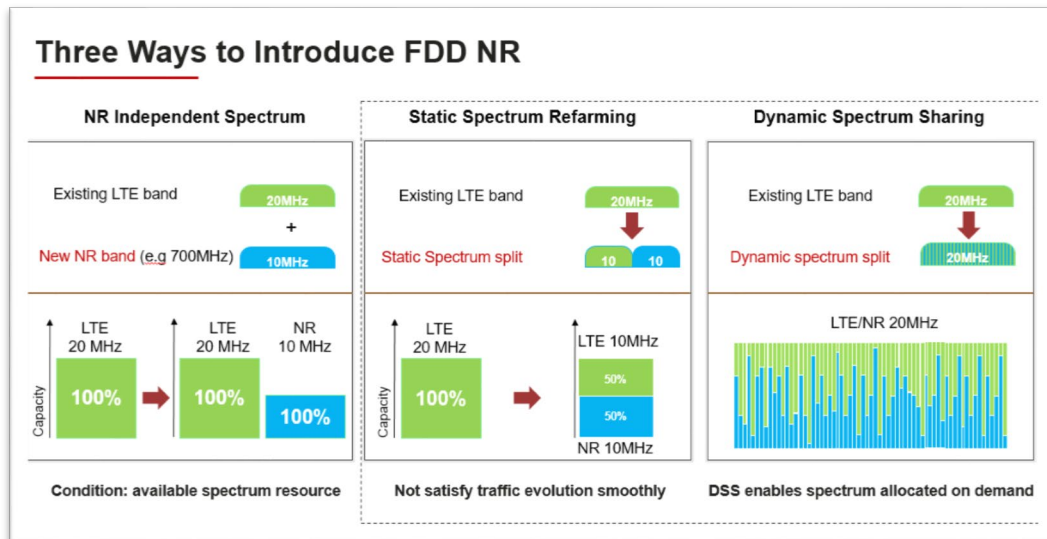 Three Ways to Introduce FDD NR
NR Independent Spectrum
Existing LTE band
20MHz
+
New NR band (e.g 700MHz)
10MHz
Capacity
LTE
20 MHz
100%
LTE
20 MHz
100%
NR
10 MHz
100%
Condition: available spectrum resource
Static Spectrum Refarming
Existing LTE band
20MHz
Static Spectrum split
10 10
Capacity
LTE
20 MHz
100%
LTE 10MHz
50%
50%
NR 10MHz
Not satisfy traffic evolution smoothly
Dynamic Spectrum Sharing
Existing LTE band
20MHz
Dynamic spectrum split
20MHz
LTE/NR 20MHz
DSS enables spectrum allocated on demand